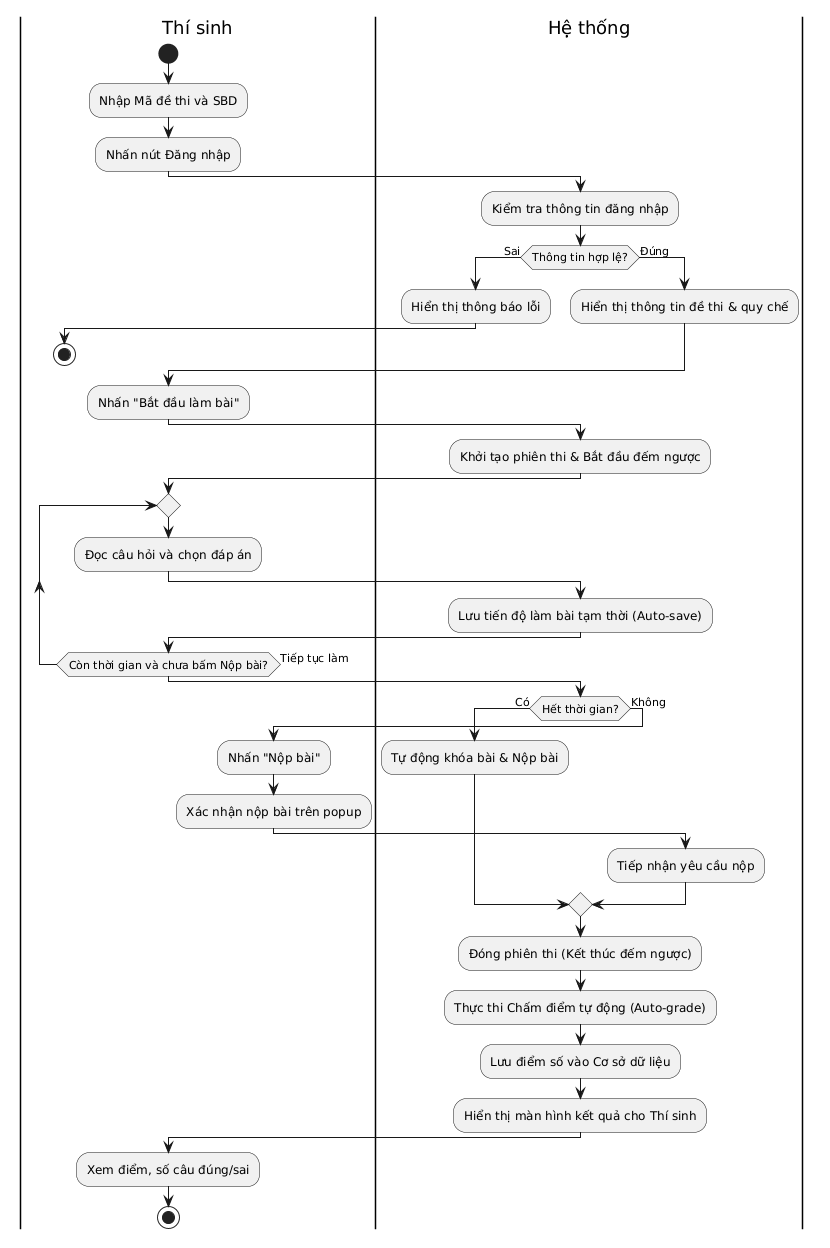 Thí sinh
Hệ thống
Nhập Mã đề thi và SBD
Nhấn nút Đăng nhập
Kiểm tra thông tin đăng nhập
Sai
Thông tin hợp lệ?
Đúng
Hiển thị thông báo lỗi
Hiển thị thông tin đề thi & quy chế
Nhấn "Bắt đầu làm bài"
Khởi tạo phiên thi & Bắt đầu đếm ngược
Đọc câu hỏi và chọn đáp án
Lưu tiến độ làm bài tạm thời (Auto-save)
Còn thời gian và chưa bấm Nộp bài?
Tiếp tục làm
Có
Hết thời gian?
Không
Nhấn "Nộp bài"
Tự động khóa bài & Nộp bài
Xác nhận nộp bài trên popup
Tiếp nhận yêu cầu nộp
Đóng phiên thi (Kết thúc đếm ngược)
Thực thi Chấm điểm tự động (Auto-grade)
Lưu điểm số vào Cơ sở dữ liệu
Hiển thị màn hình kết quả cho Thí sinh
Xem điểm, số câu đúng/sai